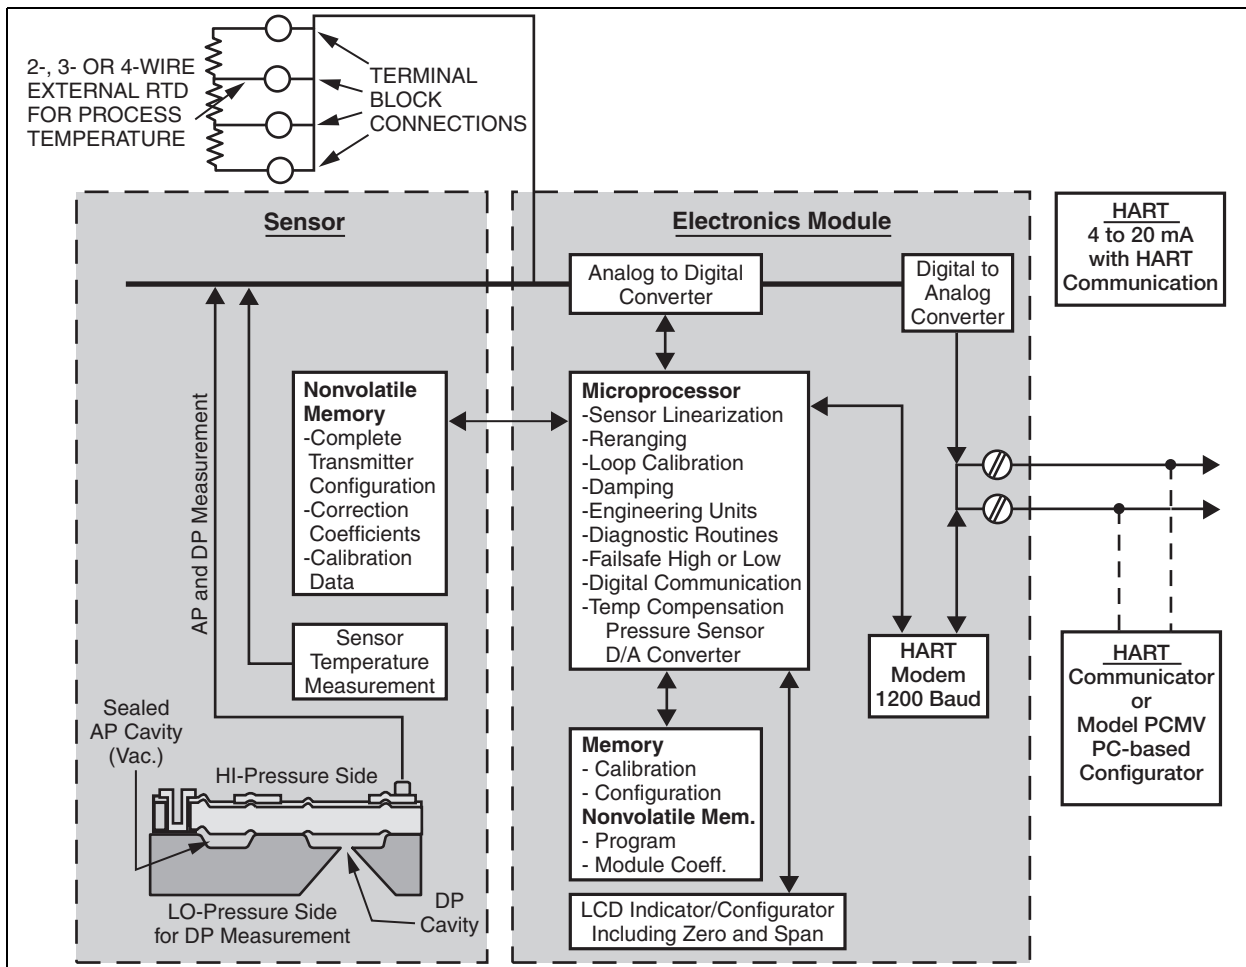 2-, 3- OR 4-WIRE
EXTERNAL RTD
FOR PROCESS
TEMPERATURE
TERMINAL
BLOCK
CONNECTIONS
Sensor
AP and DP Measurement
Nonvolatile
Memory
-Complete
Transmitter
Configuration
-Correction
Coefficients
-Calibration
Data
Sensor
Temperature
Measurement
Sealed
AP Cavity
(Vac.)
HI-Pressure Side
LO-Pressure Side
for DP Measurement
DP
Cavity
Electronics Module
Analog to Digital
Converter
Digital to
Analog
Converter
Microprocessor
-Sensor Linearization
-Reranging
-Loop Calibration
-Damping
-Engineering Units
-Diagnostic Routines
-Failsafe High or Low
-Digital Communication
-Temp Compensation
Pressure Sensor
D/A Converter
HART
Modem
1200 Baud
Memory
- Calibration
- Configuration
Nonvolatile Mem.
- Program
- Module Coeff.
LCD Indicator/Configurator
Including Zero and Span
HART
4 to 20 mA
with HART
Communication
HART
Communicator
or
Model PCMV
PC-based
Configurator